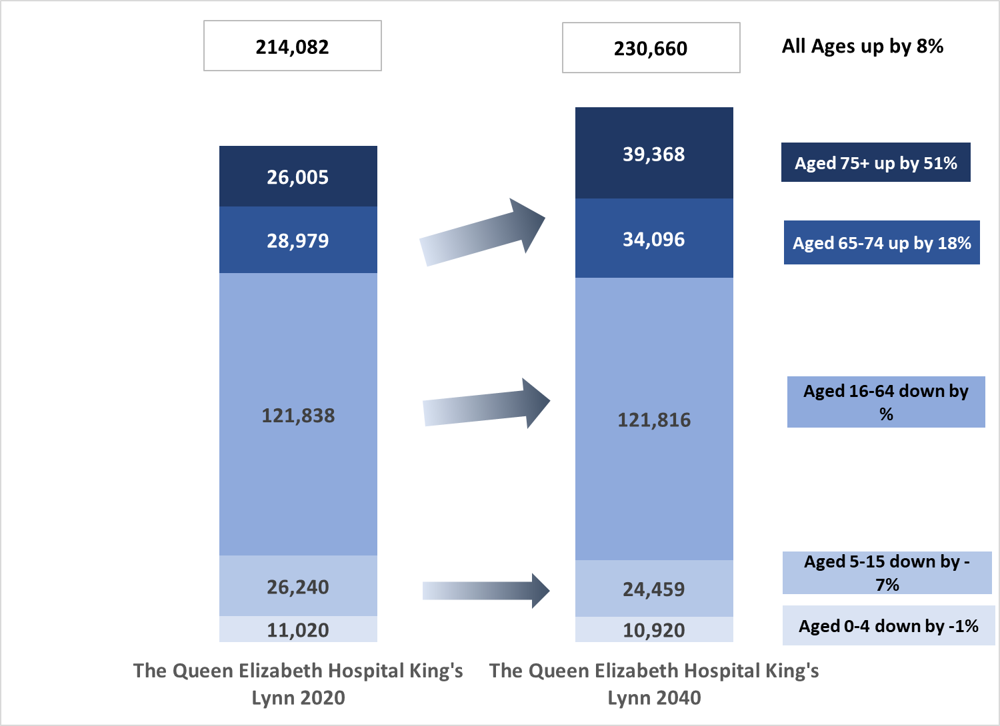 214,082
230,660
All Ages up by 8%
26,005
39,368
Aged 75+ up by 51%
28,979
34,096
Aged 65-74 up by 18%
121,838
121,816
Aged 16-64 down by
%
26,240
24,459
Aged 5-15 down by -
7%
11,020
10,920
Aged 0-4 down by -1%
The Queen Elizabeth Hospital King's
Lynn 2020
The Queen Elizabeth Hospital King's
Lynn 2040